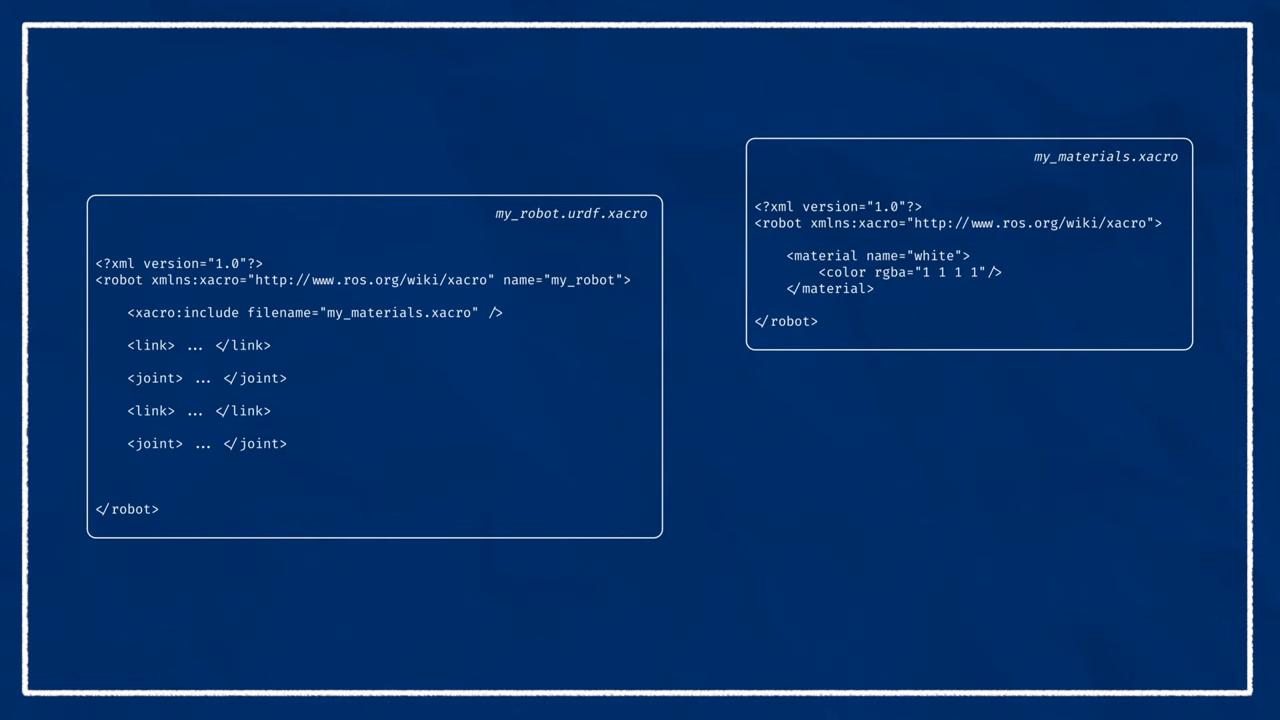 my_robot.urdf.xacro
<?xml version="1.0"?>
<robot xmlns:xacro="http://www.ros.org/wiki/xacro" name="my_robot">
<xacro:include filename="my_materials.xacro" />
<link> ... </link>
<joint> ... </joint>
<link> ... </link>
<joint> ... </joint>
</robot>
my_materials.xacro
<?xml version="1.0"?>
<robot xmlns:xacro="http://www.ros.org/wiki/xacro">
<material name="white">
<color rgba="1 1 1 1"/>
</material>
</robot>